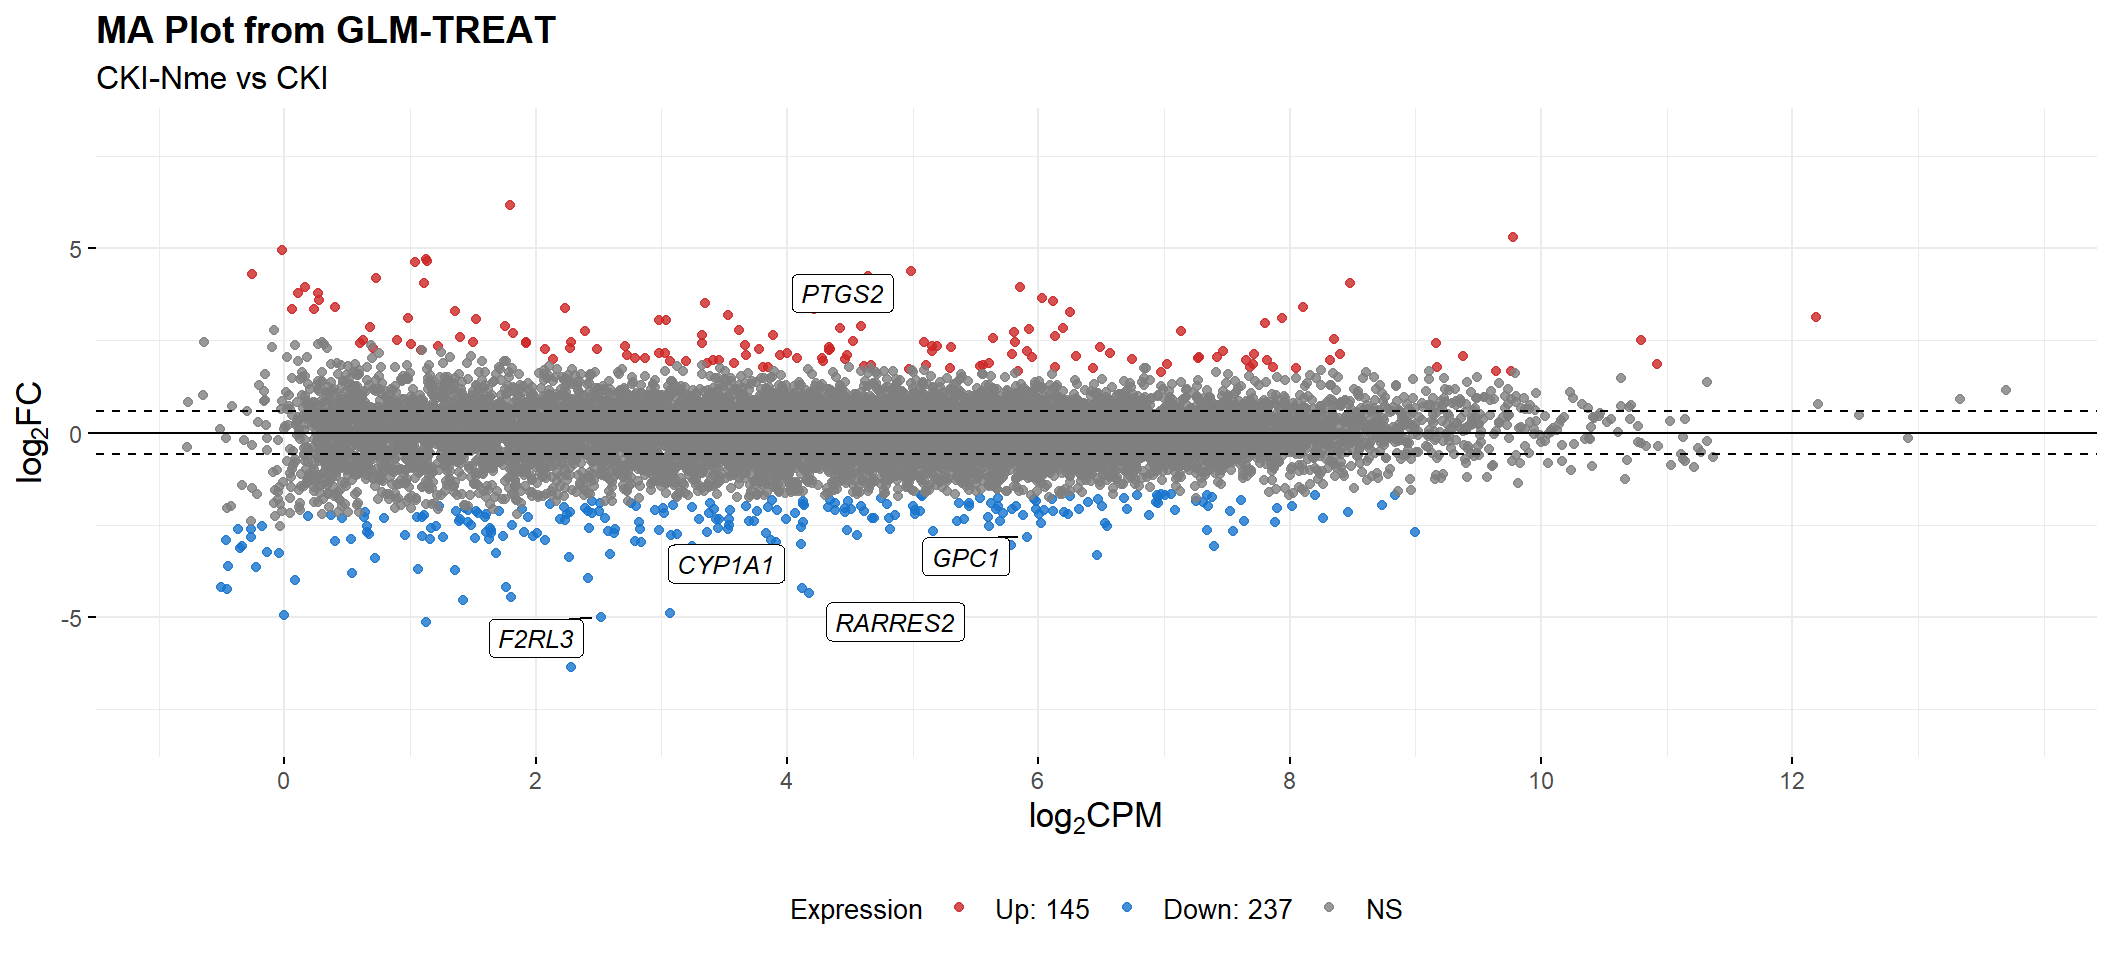 MA Plot from GLM-TREAT
CKI-Nme vs CKI
log2FC
5
0
-5
PTGS2
CYP1A1
GPC1
RARRES2
F2RL3
0 2 4 6 8 10 12
log2CPM
Expression Up: 145 Down: 237 NS